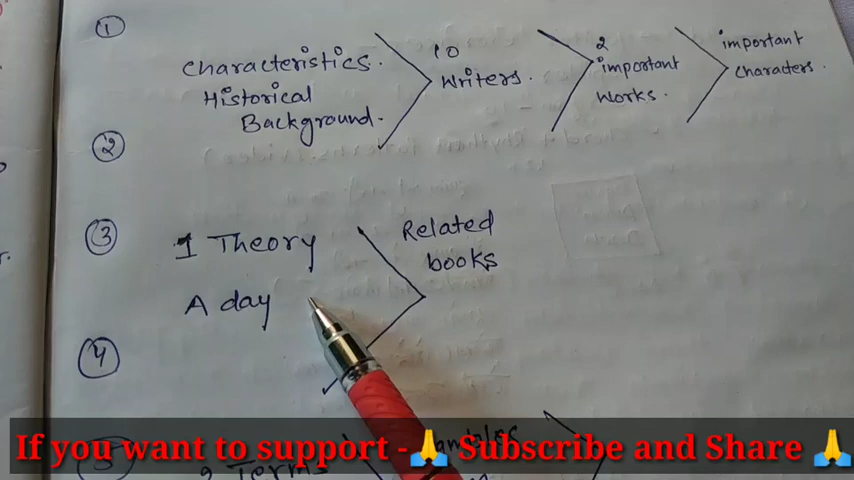 ①
Characteristics.
Historical
Background.
10
Writers.
2
important
Works.
important
Characters.
②
③
1 Theory
A day
Related
books
④
Terms
If you want to support -🙏 Subscribe and Share 🙏